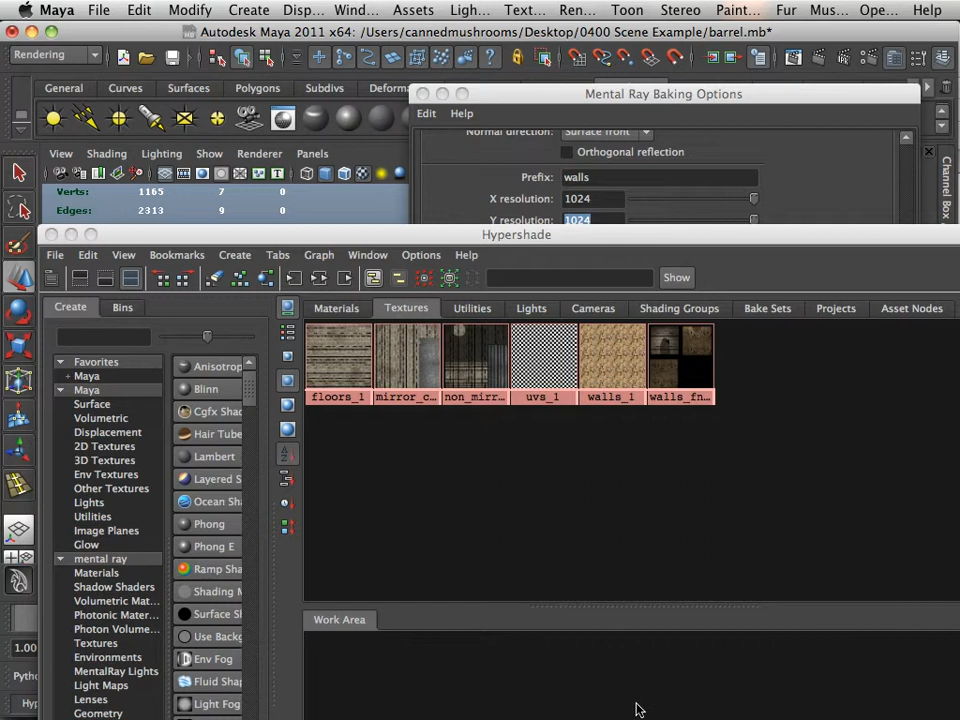 Maya File Edit Modify Create Display Wind... Assets Ligh... Text... Ren... Toon Stereo Paint... Fur Mus... Ope... Help
Autodesk Maya 2011 x64: /Users/cannedmushrooms/Desktop/0400 Scene Example/barrel.mb*
Rendering
General Curves Surfaces Polygons Subdivs Deforma
Mental Ray Baking Options
Edit Help
Normal direction: Surface front
Orthogonal reflection
Prefix: walls
X resolution: 1024
Y resolution: 1024
View Shading Lighting Show Renderer Panels
Verts: 1165 7 0
Edges: 2313 9 0
Channel Box
Hypershade
File Edit View Bookmarks Create Tabs Graph Window Options Help
Show
Create Bins
Materials Textures Utilities Lights Cameras Shading Groups Bake Sets Projects Asset Nodes
floors_1 mirror_c... non_mirr... uvs_1 walls_1 walls_fn...
Favorites
+ Maya
Maya
Surface
Volumetric
Displacement
2D Textures
3D Textures
Env Textures
Other Textures
Lights
Utilities
Image Planes
Glow
mental ray
Materials
Shadow Shaders
Volumetric Mat...
Photonic Mater...
Photon Volume...
Textures
Environments
MentalRay Lights
Light Maps
Lenses
Geometry
Anisotrop
Blinn
Cgfx Shad
Hair Tube
Lambert
Layered S
Ocean Sha
Phong
Phong E
Ramp Sha
Shading M
Surface Sh
Use Backg
Env Fog
Fluid Shap
Light Fog
Work Area
1.00
Pytho
Hyp